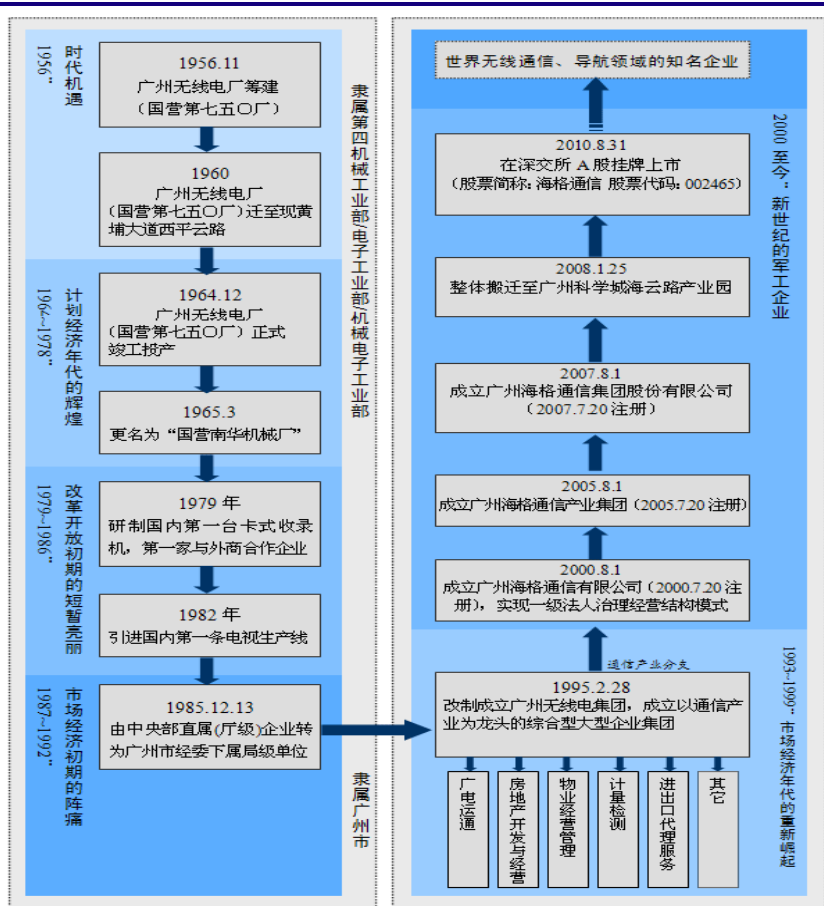 时代机遇
1956”
1956.11
广州无线电厂筹建
（国营第七五〇厂）
1960
广州无线电厂
（国营第七五〇厂）迁至现黄
埔大道西平云路
计划经济年代的辉煌
1964~1978”
1964.12
广州无线电厂
（国营第七五〇厂）正式
竣工投产
1965.3
更名为“国营南华机械厂”
改革开放初期的短暂亮丽
1979~1986”
1979 年
研制国内第一台卡式收录
机，第一家与外商合作企业
1982 年
引进国内第一条电视生产线
市场经济初期的阵痛
1987~1992”
1985.12.13
由中央部直属(厅级)企业转
为广州市经委下属局级单位
隶属第四机械工业部/电子工业部/机械电子工业部
隶属广州市
世界无线通信、导航领域的知名企业
2010.8.31
在深交所 A 股挂牌上市
（股票简称：海格通信 股票代码：002465）
2008.1.25
整体搬迁至广州科学城海云路产业园
2007.8.1
成立广州海格通信集团股份有限公司
（2007.7.20 注册）
2005.8.1
成立广州海格通信产业集团（2005.7.20 注册）
2000.8.1
成立广州海格通信有限公司（2000.7.20 注
册），实现一级法人治理经营结构模式
通信产业分支
1995.2.28
改制成立广州无线电集团，成立以通信产
业为龙头的综合型大型企业集团
广电运通
房地产开发与经营
物业经营管理
计量检测
进出口代理服务
其它
2000 至今”新世纪的军工企业
1993~1999”市场经济年代的重新崛起